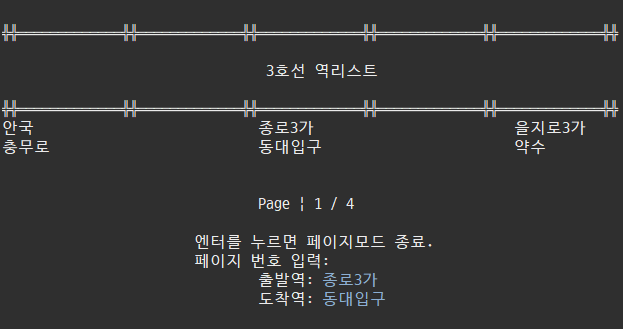 3호선 역리스트
안국 종로3가 을지로3가
충무로 동대입구 약수
Page ¦ 1 / 4
엔터를 누르면 페이지모드 종료.
페이지 번호 입력:
출발역: 종로3가
도착역: 동대입구